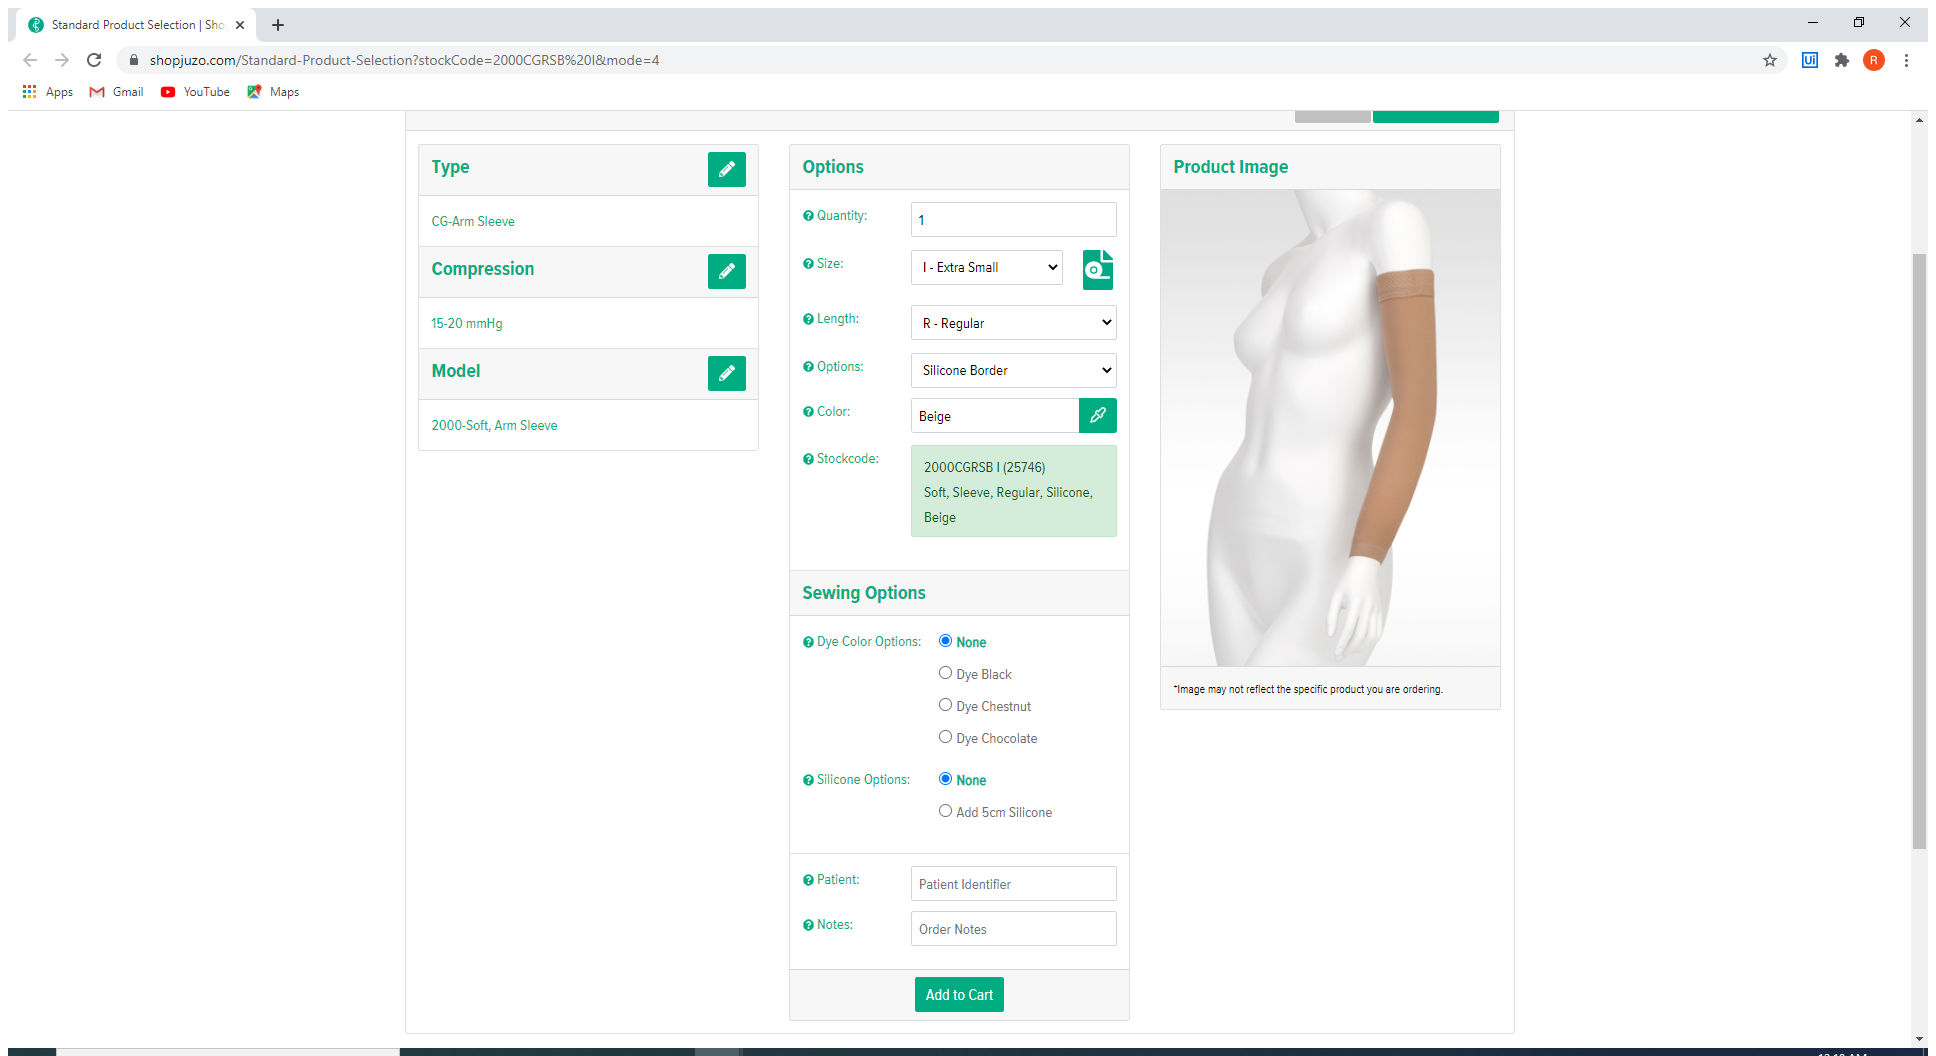 Standard Product Selection | Sho
shopjuzo.com/Standard-Product-Selection?stockCode=2000CGRSB%20I&mode=4
Ui
R
Apps
Gmail
YouTube
Maps
Type
CG-Arm Sleeve
Compression
15-20 mmHg
Model
2000-Soft, Arm Sleeve
Options
Quantity:
1
Size:
I - Extra Small
Length:
R - Regular
Options:
Silicone Border
Color:
Beige
Stockcode:
2000CGRSB I (25746)
Soft, Sleeve, Regular, Silicone,
Beige
Sewing Options
Dye Color Options:
None
Dye Black
Dye Chestnut
Dye Chocolate
Silicone Options:
None
Add 5cm Silicone
Patient:
Patient Identifier
Notes:
Order Notes
Add to Cart
Product Image
*Image may not reflect the specific product you are ordering.